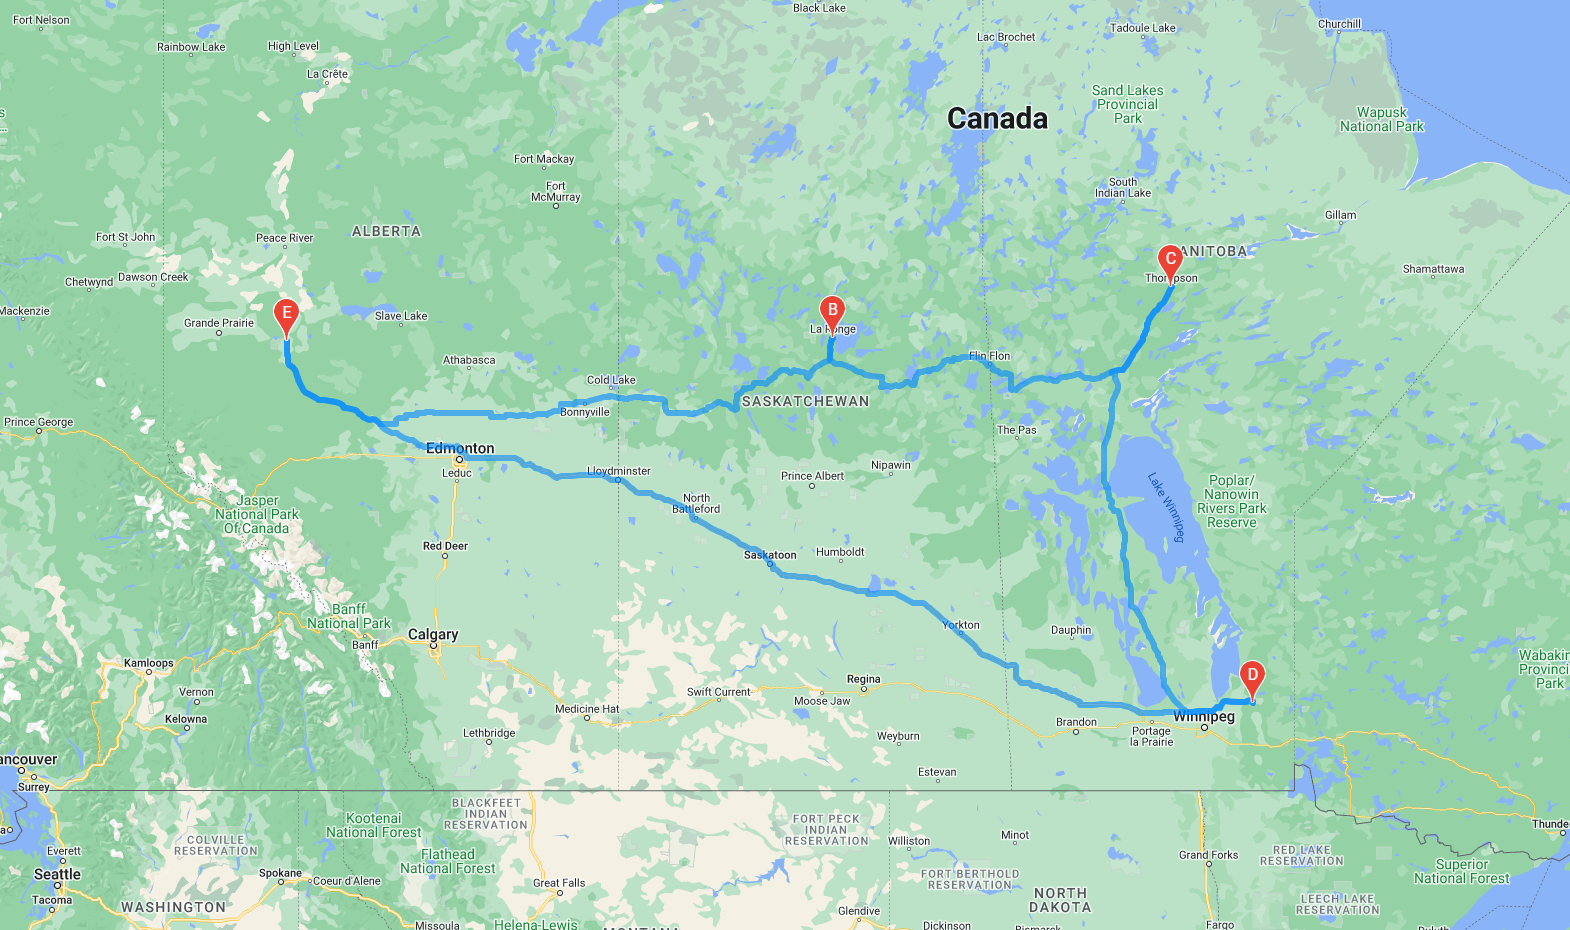 Black Lake
Fort Nelson
Churchill
Tadoule Lake
Lac Brochet
Rainbow Lake
High Level
La Crête
Sand Lakes
Provincial
Park
Canada
Wapusk
National Park
Fort Mackay
Fort
McMurray
South
Indian Lake
Gillam
ALBERTA
Fort St John
Peace River
C
ANITOBA
Shamattawa
Chetwynd
Dawson Creek
Thompson
Mackenzie
E
B
Grande Prairie
Slave Lake
La Ronge
Athabasca
Flin Flon
Cold Lake
SASKATCHEWAN
Bonnyville
Prince George
The Pas
Edmonton
Leduc
Lloydminster
Prince Albert
Nipawin
Lake Winnipeg
Poplar/
Nanowin
Rivers Park
Reserve
Jasper
National Park
Of Canada
North
Battleford
Red Deer
Saskatoon
Humboldt
Banff
National Park
Yorkton
Dauphin
Calgary
Banff
Kamloops
Wabakin
Provinci
Park
D
Regina
Vernon
Swift Current
Moose Jaw
Kelowna
Medicine Hat
Winnipeg
Brandon
Portage
la Prairie
Lethbridge
Weyburn
ancouver
Surrey
Estevan
BLACKFEET
INDIAN
RESERVATION
Kootenai
National Forest
FORT PECK
INDIAN
RESERVATION
Thunde
COLVILLE
RESERVATION
Everett
Flathead
National Forest
Williston
Minot
Grand Forks
RED LAKE
RESERVATION
Superior
National Forest
Seattle
Spokane
Coeur d'Alene
Great Falls
FORT BERTHOLD
RESERVATION
Tacoma
WASHINGTON
NORTH
DAKOTA
LEECH LAKE
RESERVATION
Glendive
Missoula
Helena-Lewis
Dickinson
Fargo